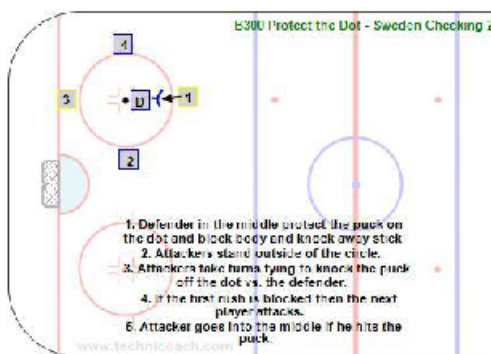 B300 Protect the Dot - Sweden Checking 2
4
3
D
1
2
1. Defender in the middle protect the puck on
the dot and block body and knock away stick
2. Attackers stand outside of the circle.
3. Attackers take turns tying to knock the puck
off the dot vs. the defender.
4. If the first rush is blocked then the next
player attacks.
5. Attacker goes into the middle if he hits the
puck.
www.technicoach.com